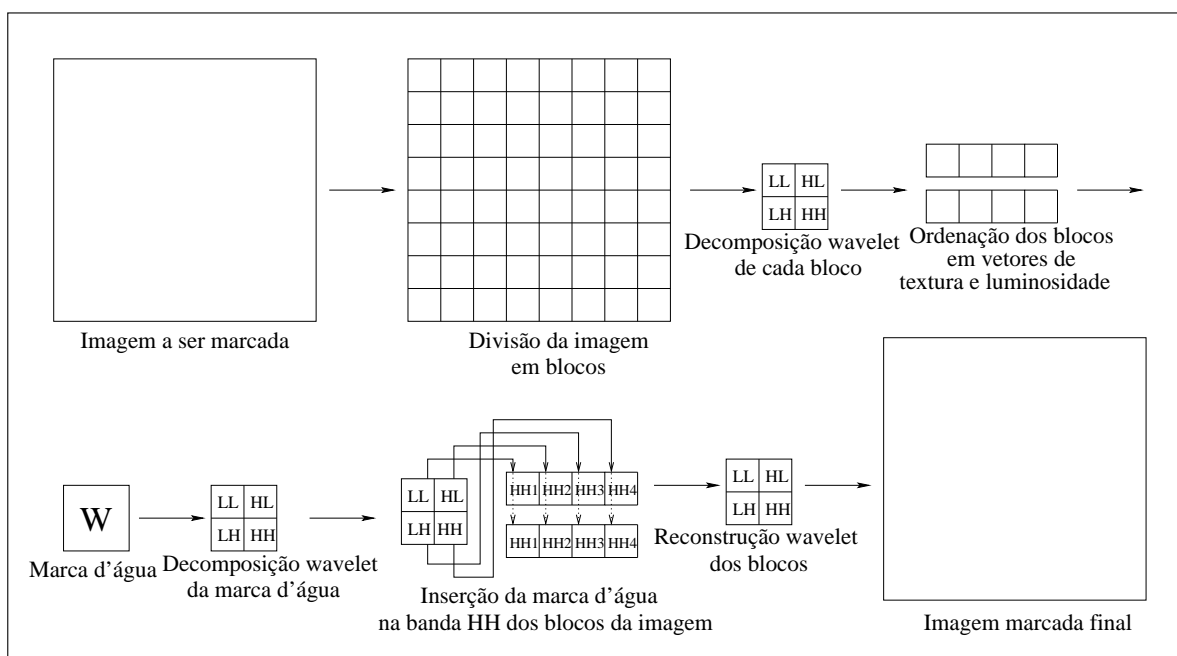 LL HL
LH HH
Decomposição wavelet
de cada bloco
Ordenação dos blocos
em vetores de
textura e luminosidade
Imagem a ser marcada
Divisão da imagem
em blocos
W
Marca d'água
LL HL
LH HH
Decomposição wavelet
da marca d'água
LL HL
LH HH
HH1 HH2 HH3 HH4
HH1 HH2 HH3 HH4
Inserção da marca d'água
na banda HH dos blocos da imagem
LL HL
LH HH
Reconstrução wavelet
dos blocos
Imagem marcada final